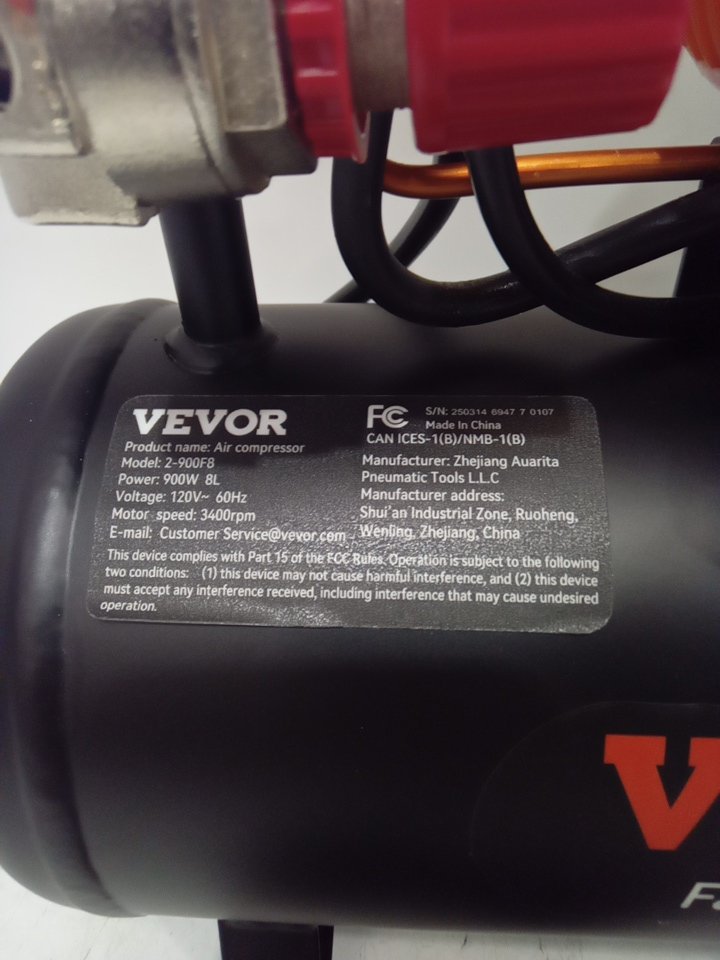 VEVOR
Product name: Air compressor
Model: 2-900F8
Power: 900W 8L
Voltage: 120V~ 60Hz
Motor speed: 3400rpm
E-mail: Customer Service@vevor.com
FC
S/N: 250314 6947 7 0107
Made In China
CAN ICES-1(B)/NMB-1(B)
Manufacturer: Zhejiang Auarita
Pneumatic Tools L.L.C
Manufacturer address:
Shui'an Industrial Zone, Ruoheng,
Wenling, Zhejiang, China
This device complies with Part 15 of the FCC Rules. Operation is subject to the following
two conditions: (1) this device may not cause harmful interference, and (2) this device
must accept any interference received, including interference that may cause undesired
operation.
V